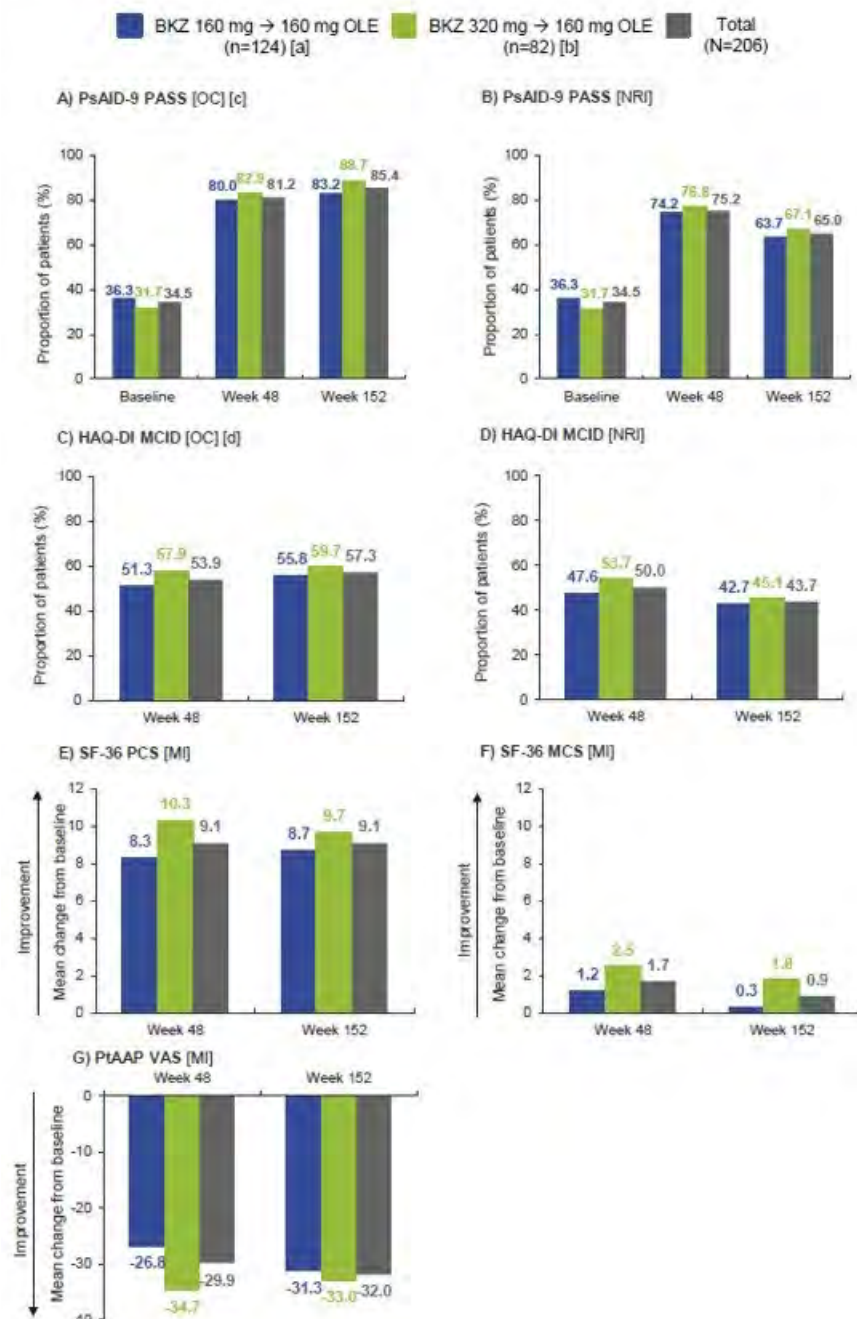 BKZ 160 mg → 160 mg OLE (n=124) [a]
BKZ 320 mg → 160 mg OLE (n=82) [b]
Total (N=206)
A) PsAID-9 PASS [OC] [c]
Proportion of patients (%)
100
80
60
40
20
0
36.3 31.7 34.5
80.0 82.9 81.2
83.2 88.7 85.4
Baseline Week 48 Week 152
B) PsAID-9 PASS [NRI]
Proportion of patients (%)
100
80
60
40
20
0
36.3 31.7 34.5
74.2 76.8 75.2
63.7 67.1 65.0
Baseline Week 48 Week 152
C) HAQ-DI MCID [OC] [d]
Proportion of patients (%)
100
80
60
40
20
0
51.3 57.9 53.9
55.8 59.7 57.3
Week 48 Week 152
D) HAQ-DI MCID [NRI]
Proportion of patients (%)
100
80
60
40
20
0
47.6 53.7 50.0
42.7 45.1 43.7
Week 48 Week 152
E) SF-36 PCS [MI]
Improvement
Mean change from baseline
12
10
8
6
4
2
0
8.3 10.3 9.1
8.7 9.7 9.1
Week 48 Week 152
F) SF-36 MCS [MI]
Improvement
Mean change from baseline
12
10
8
6
4
2
0
1.2 2.5 1.7
0.3 1.8 0.9
Week 48 Week 152
G) PtAAP VAS [MI]
Week 48 Week 152
Improvement
Mean change from baseline
0
-10
-20
-30
-40
-26.8 -34.7 -29.9
-31.3 -33.0 -32.0